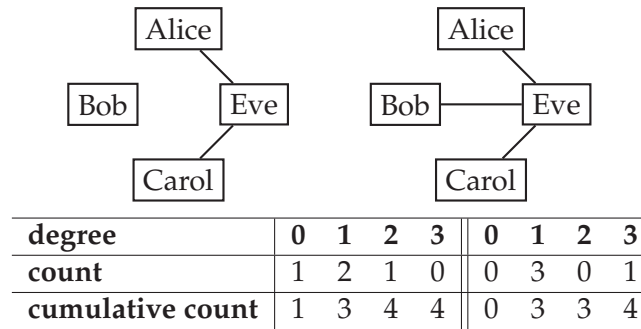 Alice Alice
Bob Eve Bob Eve
Carol Carol
degree 0 1 2 3 0 1 2 3
count 1 2 1 0 0 3 0 1
cumulative count 1 3 4 4 0 3 3 4